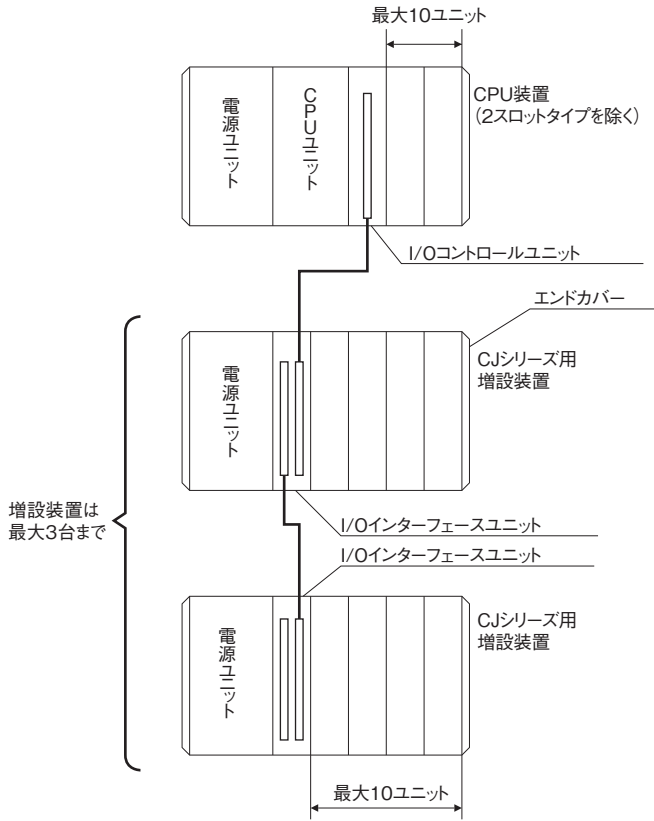 最大10ユニット
電源ユニット
CPUユニット
CPU装置
(2スロットタイプを除く)
I/Oコントロールユニット
エンドカバー
電源ユニット
CJシリーズ用
増設装置
増設装置は
最大3台まで
I/Oインターフェースユニット
I/Oインターフェースユニット
電源ユニット
CJシリーズ用
増設装置
最大10ユニット